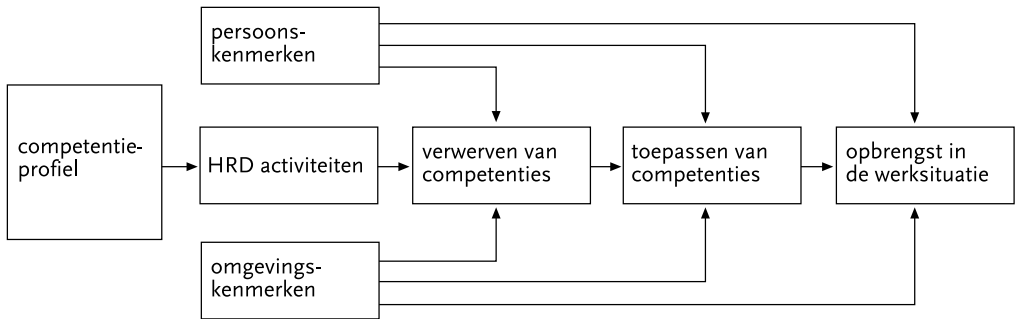 persoons-
kenmerken
competentie-
profiel
HRD activiteiten
verwerven van
competenties
toepassen van
competenties
opbrengst in
de werksituatie
omgevings-
kenmerken